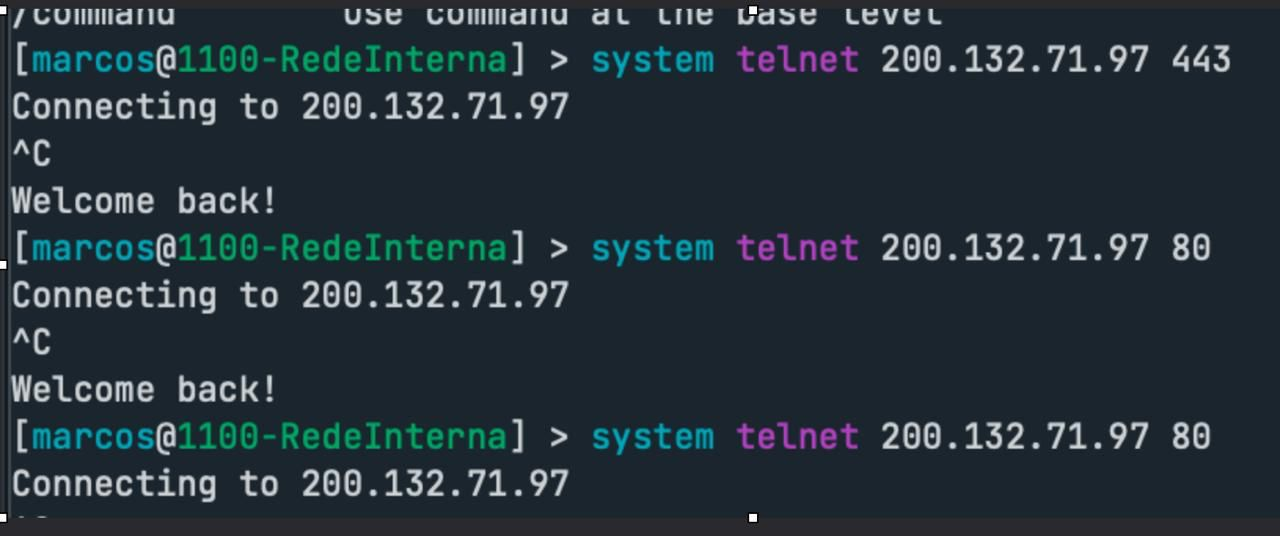 /command        use command at the base level
[marcos@1100-RedeInterna] > system telnet 200.132.71.97 443
Connecting to 200.132.71.97
^C
Welcome back!
[marcos@1100-RedeInterna] > system telnet 200.132.71.97 80
Connecting to 200.132.71.97
^C
Welcome back!
[marcos@1100-RedeInterna] > system telnet 200.132.71.97 80
Connecting to 200.132.71.97